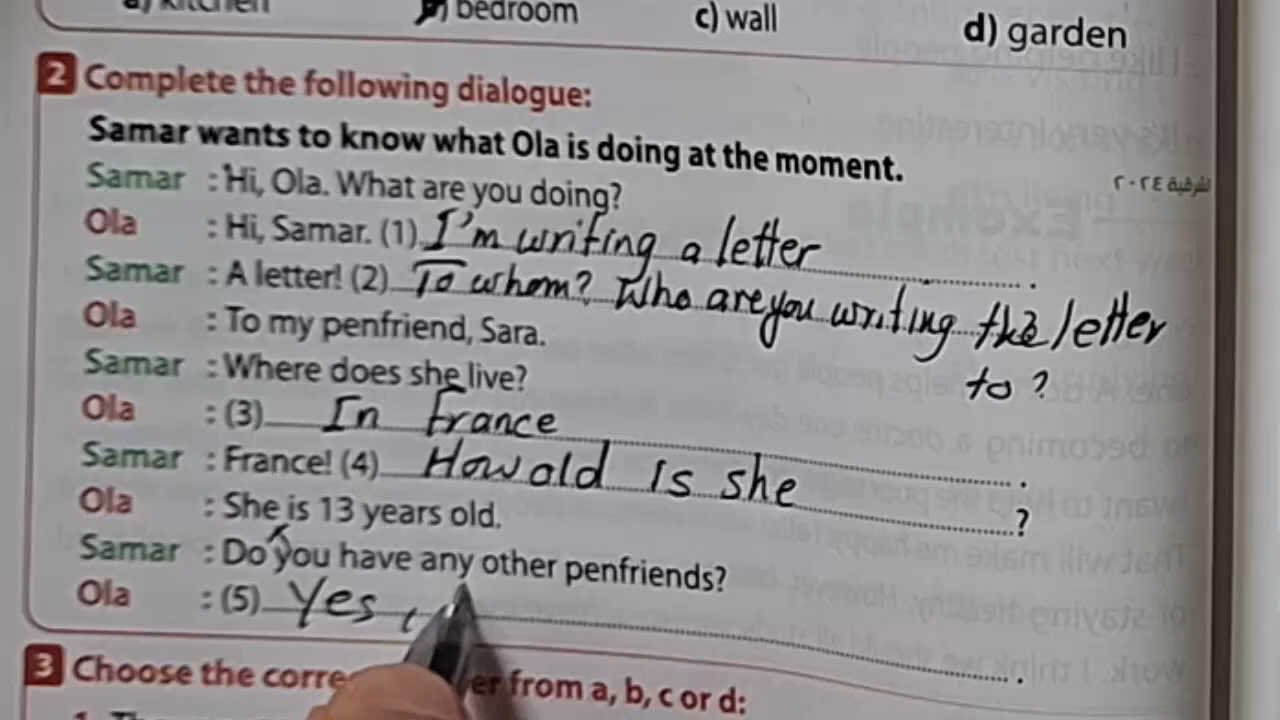 a) kitchen b) bedroom c) wall d) garden
2 Complete the following dialogue:
Samar wants to know what Ola is doing at the moment.
الشرقية ٢٠٢٤
Samar : Hi, Ola. What are you doing?
Ola : Hi, Samar. (1) I'm writing a letter.
Samar : A letter! (2) To whom? Who are you writing the letter
to?
Ola : To my penfriend, Sara.
Samar : Where does she live?
Ola : (3) In France.
Samar : France! (4) How old is she?
Ola : She is 13 years old.
Samar : Do you have any other penfriends?
Ola : (5) Yes,
3 Choose the correct from a, b, c or d: